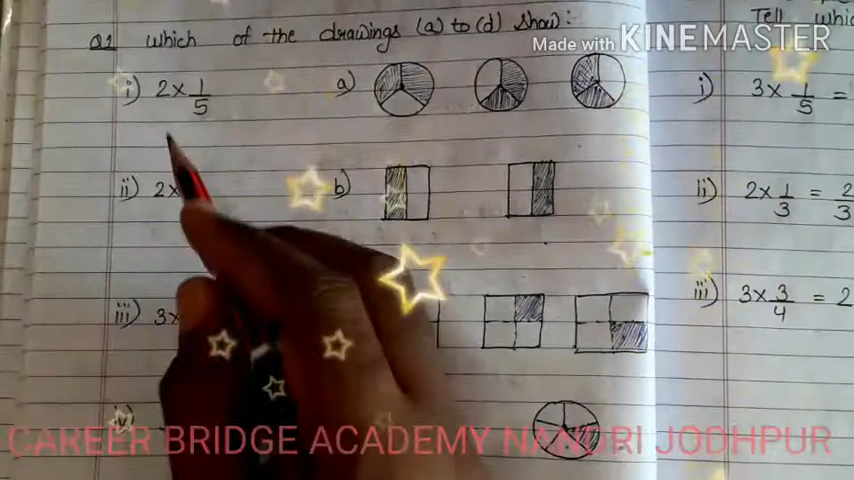 Made with KINEMASTER
Q1 Which of the drawings (a) to (d) show :
i) 2 × 1/5 a)
ii) 2 × b)
iii) 3 ×
iv)
Tell which
i) 3 × 1/5 =
ii) 2 × 1/3 = 2/3
iii) 3 × 3/4 = 2
CAREER BRIDGE ACADEMY NANDRI JODHPUR